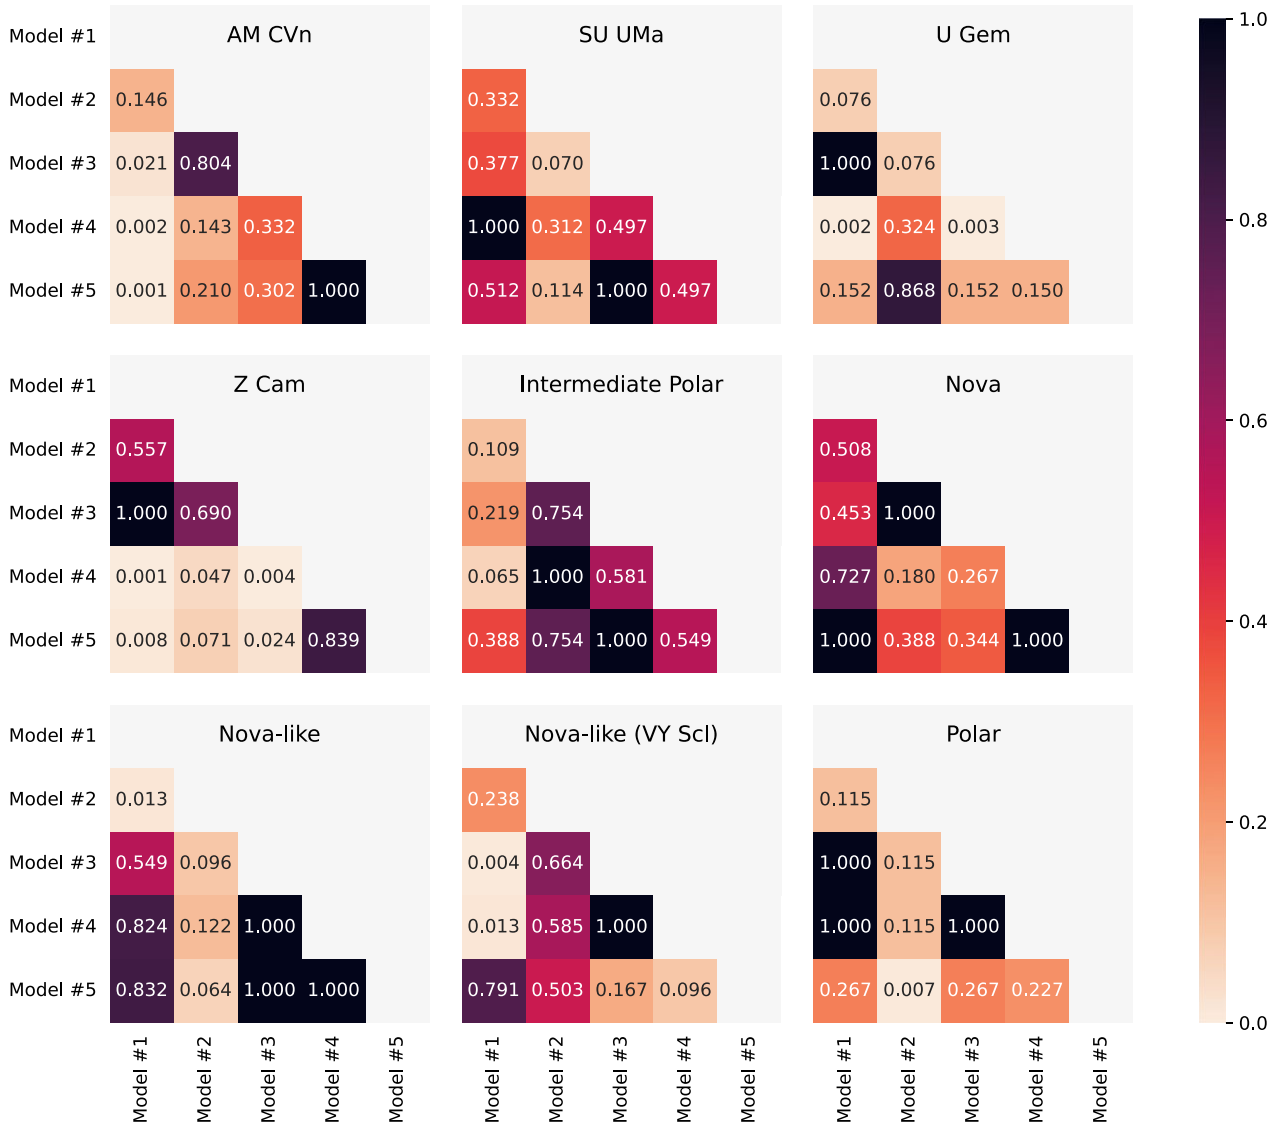 Model #1 AM CVn SU UMa U Gem 1.0
Model #2 0.146 0.332 0.076
Model #3 0.021 0.804 0.377 0.070 1.000 0.076
Model #4 0.002 0.143 0.332 1.000 0.312 0.497 0.002 0.324 0.003
0.8
Model #5 0.001 0.210 0.302 1.000 0.512 0.114 1.000 0.497 0.152 0.868 0.152 0.150
Model #1 Z Cam Intermediate Polar Nova
0.6
Model #2 0.557 0.109 0.508
Model #3 1.000 0.690 0.219 0.754 0.453 1.000
Model #4 0.001 0.047 0.004 0.065 1.000 0.581 0.727 0.180 0.267
0.4
Model #5 0.008 0.071 0.024 0.839 0.388 0.754 1.000 0.549 1.000 0.388 0.344 1.000
Model #1 Nova-like Nova-like (VY Scl) Polar
Model #2 0.013 0.238 0.115
0.2
Model #3 0.549 0.096 0.004 0.664 1.000 0.115
Model #4 0.824 0.122 1.000 0.013 0.585 1.000 1.000 0.115 1.000
Model #5 0.832 0.064 1.000 1.000 0.791 0.503 0.167 0.096 0.267 0.007 0.267 0.227
0.0
Model #1 Model #2 Model #3 Model #4 Model #5 Model #1 Model #2 Model #3 Model #4 Model #5 Model #1 Model #2 Model #3 Model #4 Model #5